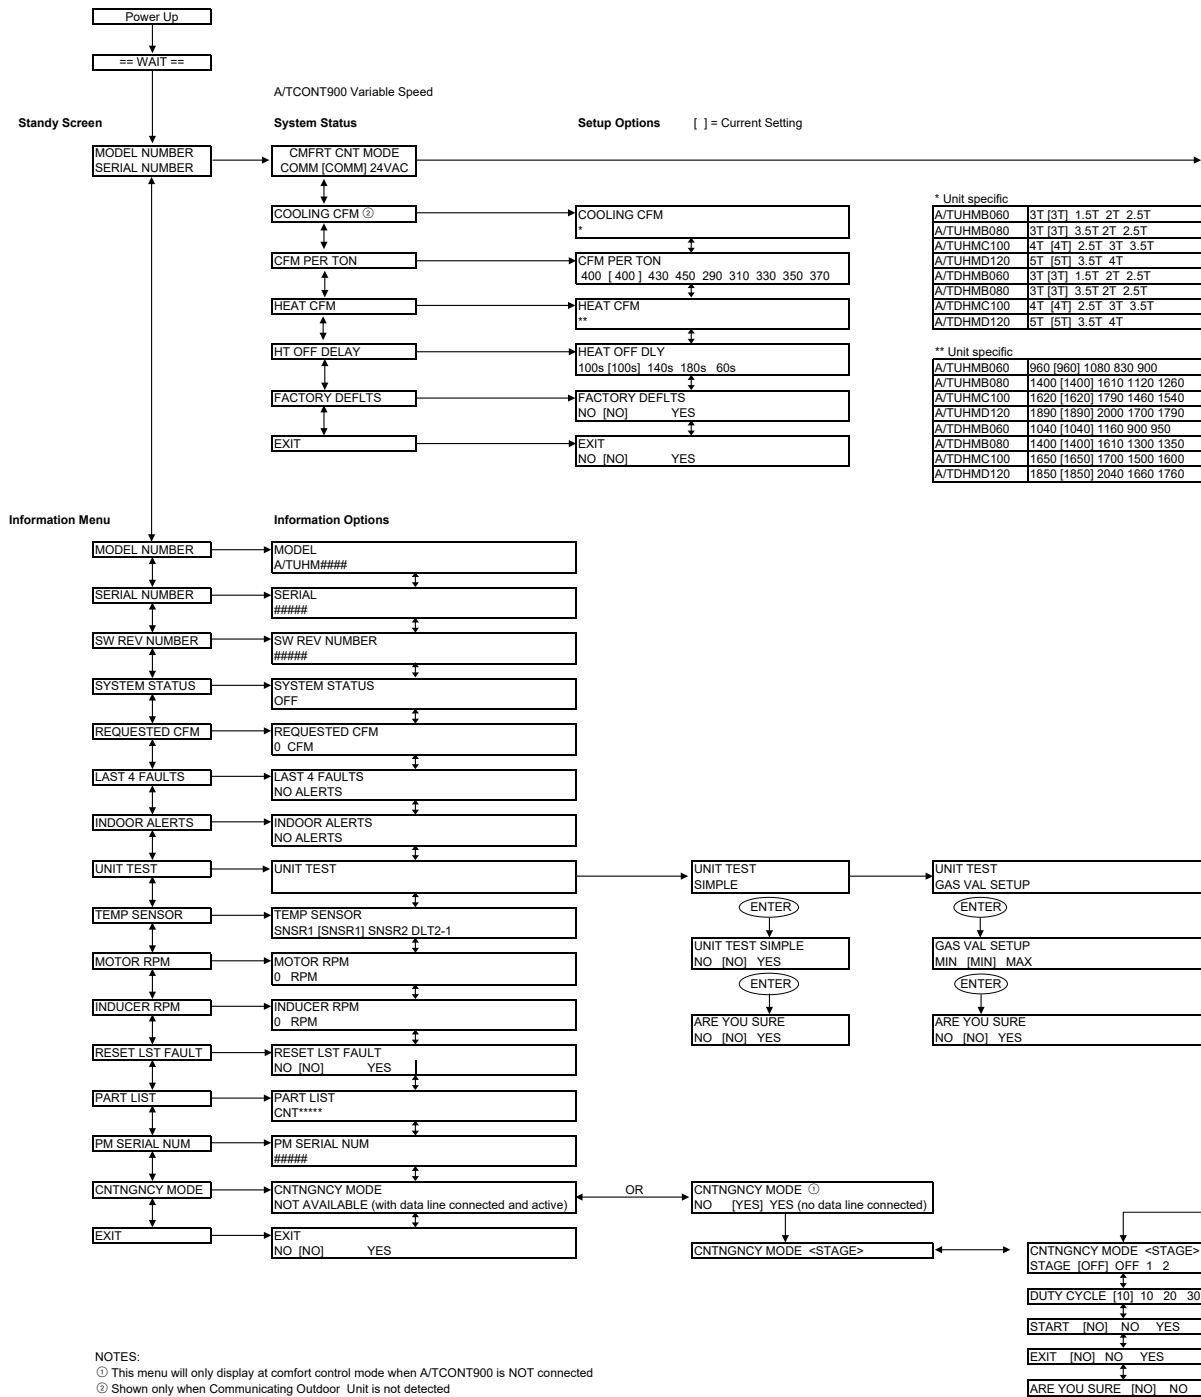 Power Up
== WAIT ==
A/TCONT900 Variable Speed
Standy Screen
System Status
Setup Options [ ] = Current Setting
MODEL NUMBER
SERIAL NUMBER
CMFRT CNT MODE
COMM [COMM] 24VAC
COOLING CFM ②
COOLING CFM
*
CFM PER TON
CFM PER TON
400 [ 400 ] 430 450 290 310 330 350 370
HEAT CFM
HEAT CFM
**
HT OFF DELAY
HEAT OFF DLY
100s [100s] 140s 180s 60s
FACTORY DEFLTS
FACTORY DEFLTS
NO [NO] YES
EXIT
EXIT
NO [NO] YES
* Unit specific
A/TUHMB060 3T [3T] 1.5T 2T 2.5T
A/TUHMB080 3T [3T] 3.5T 2T 2.5T
A/TUHMC100 4T [4T] 2.5T 3T 3.5T
A/TUHMD120 5T [5T] 3.5T 4T
A/TDHMB060 3T [3T] 1.5T 2T 2.5T
A/TDHMB080 3T [3T] 3.5T 2T 2.5T
A/TDHMC100 4T [4T] 2.5T 3T 3.5T
A/TDHMD120 5T [5T] 3.5T 4T
** Unit specific
A/TUHMB060 960 [960] 1080 830 900
A/TUHMB080 1400 [1400] 1610 1120 1260
A/TUHMC100 1620 [1620] 1790 1460 1540
A/TUHMD120 1890 [1890] 2000 1700 1790
A/TDHMB060 1040 [1040] 1160 900 950
A/TDHMB080 1400 [1400] 1610 1300 1350
A/TDHMC100 1650 [1650] 1700 1500 1600
A/TDHMD120 1850 [1850] 2040 1660 1760
Information Menu
Information Options
MODEL NUMBER
MODEL
A/TUHM####
SERIAL NUMBER
SERIAL
#####
SW REV NUMBER
SW REV NUMBER
#####
SYSTEM STATUS
SYSTEM STATUS
OFF
REQUESTED CFM
REQUESTED CFM
0 CFM
LAST 4 FAULTS
LAST 4 FAULTS
NO ALERTS
INDOOR ALERTS
INDOOR ALERTS
NO ALERTS
UNIT TEST
UNIT TEST
UNIT TEST
SIMPLE
ENTER
UNIT TEST SIMPLE
NO [NO] YES
ENTER
ARE YOU SURE
NO [NO] YES
UNIT TEST
GAS VAL SETUP
ENTER
GAS VAL SETUP
MIN [MIN] MAX
ENTER
ARE YOU SURE
NO [NO] YES
TEMP SENSOR
TEMP SENSOR
SNSR1 [SNSR1] SNSR2 DLT2-1
MOTOR RPM
MOTOR RPM
0 RPM
INDUCER RPM
INDUCER RPM
0 RPM
RESET LST FAULT
RESET LST FAULT
NO [NO] YES
PART LIST
PART LIST
CNT*****
PM SERIAL NUM
PM SERIAL NUM
#####
CNTNGNCY MODE
CNTNGNCY MODE
NOT AVAILABLE (with data line connected and active)
OR
CNTNGNCY MODE ①
NO [YES] YES (no data line connected)
EXIT
EXIT
NO [NO] YES
CNTNGNCY MODE <STAGE>
CNTNGNCY MODE <STAGE>
STAGE [OFF] OFF 1 2
DUTY CYCLE [10] 10 20 30
START [NO] NO YES
EXIT [NO] NO YES
ARE YOU SURE [NO] NO
NOTES:
① This menu will only display at comfort control mode when A/TCONT900 is NOT connected
② Shown only when Communicating Outdoor Unit is not detected